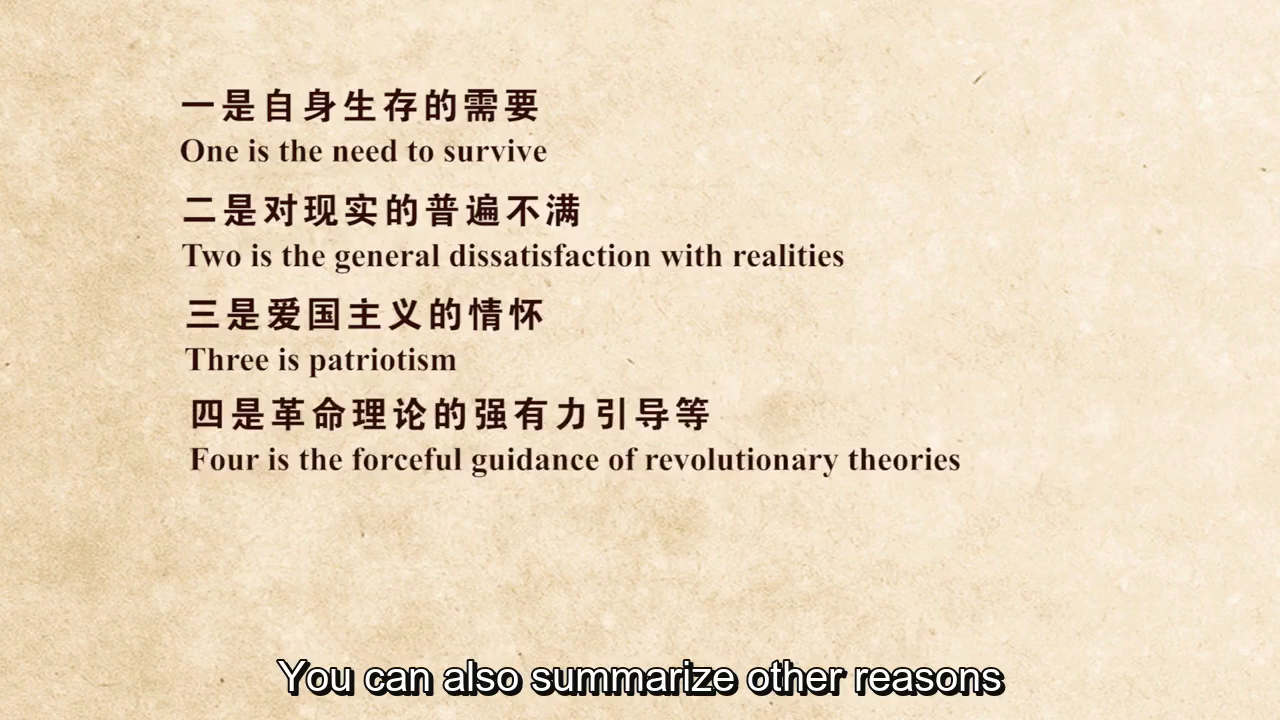 一是自身生存的需要
One is the need to survive
二是对现实的普遍不满
Two is the general dissatisfaction with realities
三是爱国主义的情怀
Three is patriotism
四是革命理论的强有力引导等
Four is the forceful guidance of revolutionary theories
You can also summarize other reasons